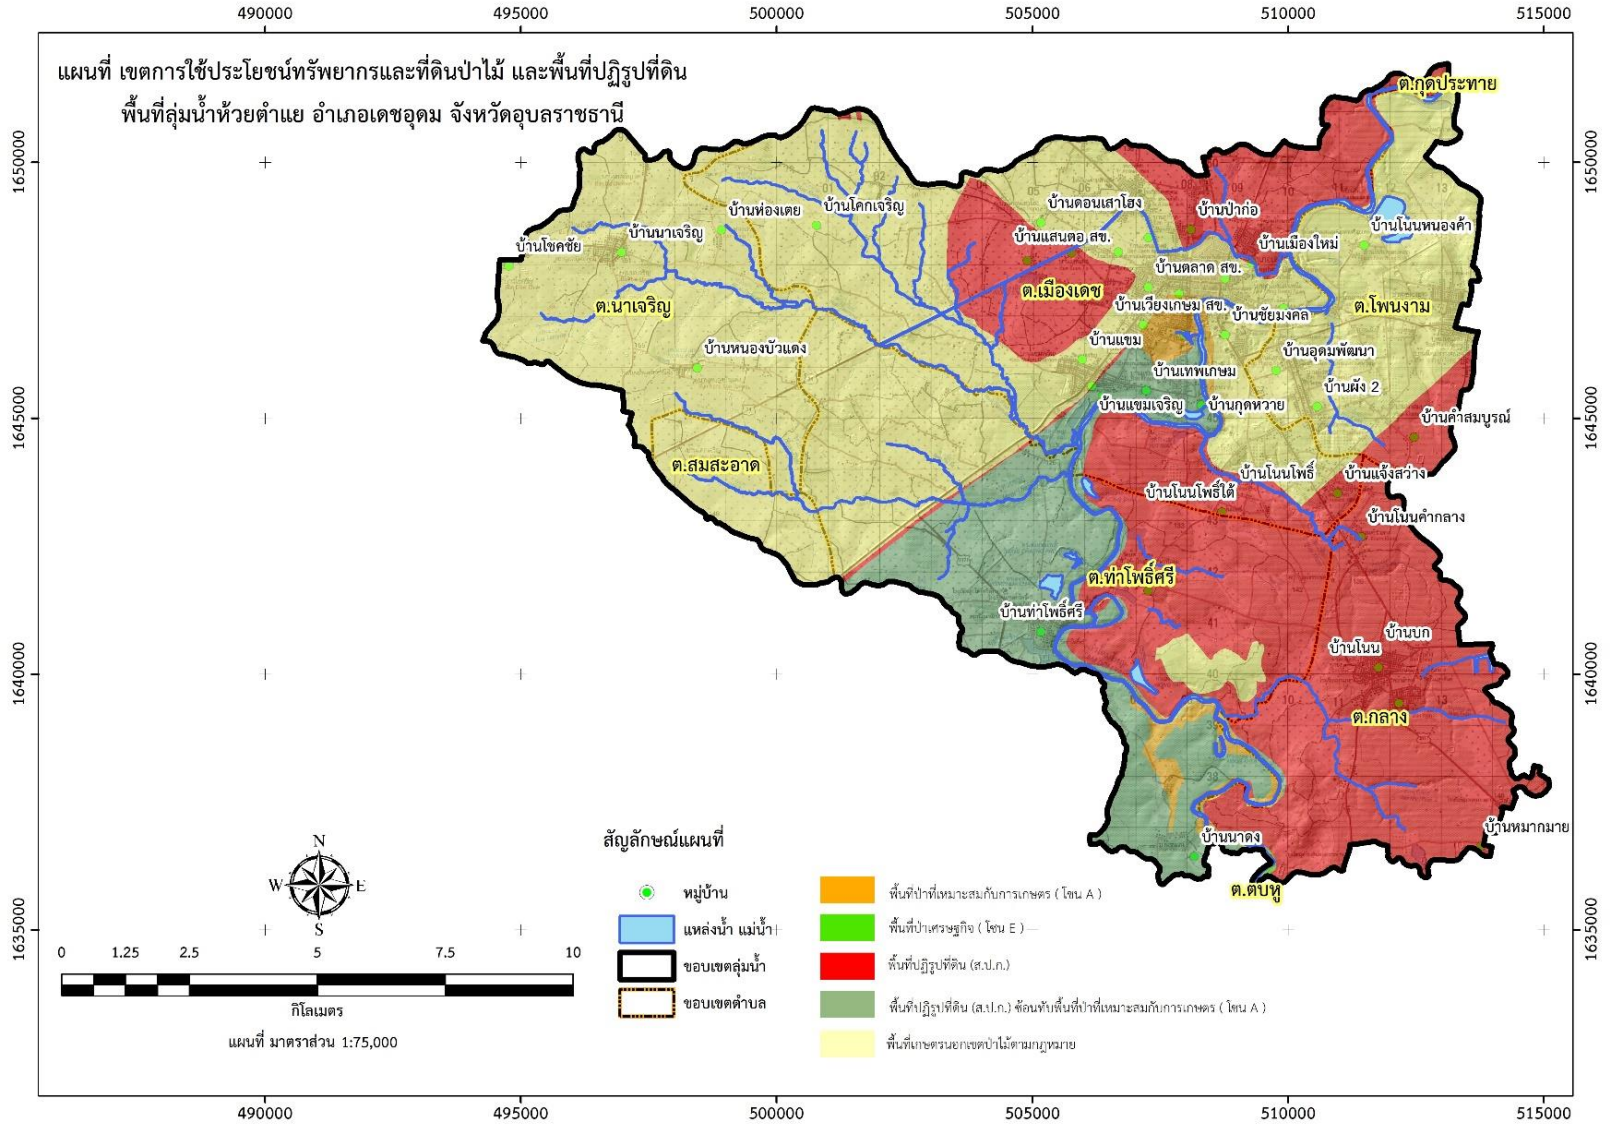 490000
495000
500000
505000
510000
515000
แผนที่ เขตการใช้ประโยชน์ทรัพยากรและที่ดินป่าไม้ และพื้นที่ปฏิรูปที่ดิน
พื้นที่ลุ่มน้ำห้วยตำแย อำเภอเดชอุดม จังหวัดอุบลราชธานี
ต.กุดประทาย
1650000
1650000
บ้านดอนเสาโฮง
บ้านห่องเตย
บ้านโคกเจริญ
บ้านป่าก่อ
บ้านโนนหนองค้า
บ้านนาเจริญ
บ้านโชคชัย
บ้านแสนตอ สข.
บ้านเมืองใหม่
บ้านตลาด สข.
ต.เมืองเดช
ต.นาเจริญ
บ้านเวียงเกษม สข.
บ้านชัยมงคล
ต.โพนงาม
บ้านแขม
บ้านหนองบัวแดง
บ้านอุดมพัฒนา
บ้านเทพเกษม
บ้านผัง 2
บ้านแขมเจริญ
บ้านกุดหวาย
บ้านคำสมบูรณ์
1645000
1645000
ต.สมสะอาด
บ้านโนนโพธิ์
บ้านแจ้งสว่าง
บ้านโนนโพธิ์ใต้
บ้านโนนคำกลาง
ต.ท่าโพธิ์ศรี
บ้านท่าโพธิ์ศรี
บ้านบก
บ้านโนน
1640000
1640000
ต.กลาง
บ้านหมากมาย
บ้านนาดง
ต.ตบหู
สัญลักษณ์แผนที่
หมู่บ้าน
แหล่งน้ำ แม่น้ำ
ขอบเขตลุ่มน้ำ
ขอบเขตตำบล
พื้นที่ป่าที่เหมาะสมกับการเกษตร ( โซน A )
พื้นที่ป่าเศรษฐกิจ ( โซน E )
พื้นที่ปฏิรูปที่ดิน (ส.ป.ก.)
พื้นที่ปฏิรูปที่ดิน (ส.ป.ก.) ซ้อนทับพื้นที่ป่าที่เหมาะสมกับการเกษตร ( โซน A )
พื้นที่เกษตรนอกเขตป่าไม้ตามกฎหมาย
N
W
E
S
1635000
1635000
0 1.25 2.5 5 7.5 10
กิโลเมตร
แผนที่ มาตราส่วน 1:75,000
490000
495000
500000
505000
510000
515000